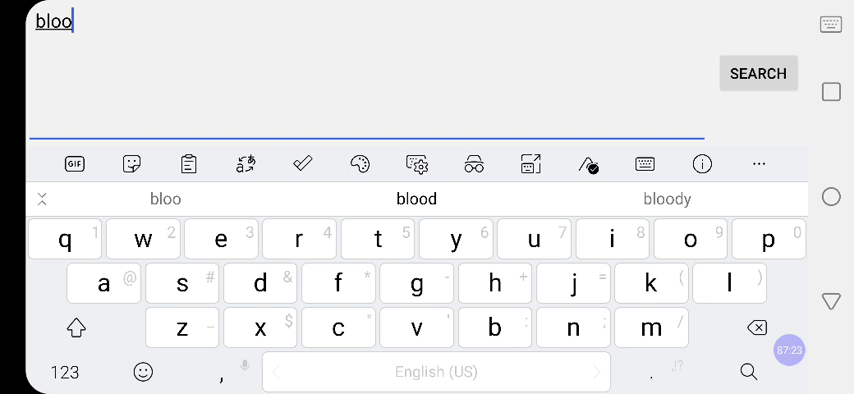 bloo
SEARCH
GIF
bloo blood bloody
q 1 w 2 e 3 r 4 t 5 y 6 u 7 i 8 o 9 p 0
a @ s # d & f * g - h + j = k ( l )
z _ x $ c " v ' b : n ; m /
87:23
123 , English (US) . .!?